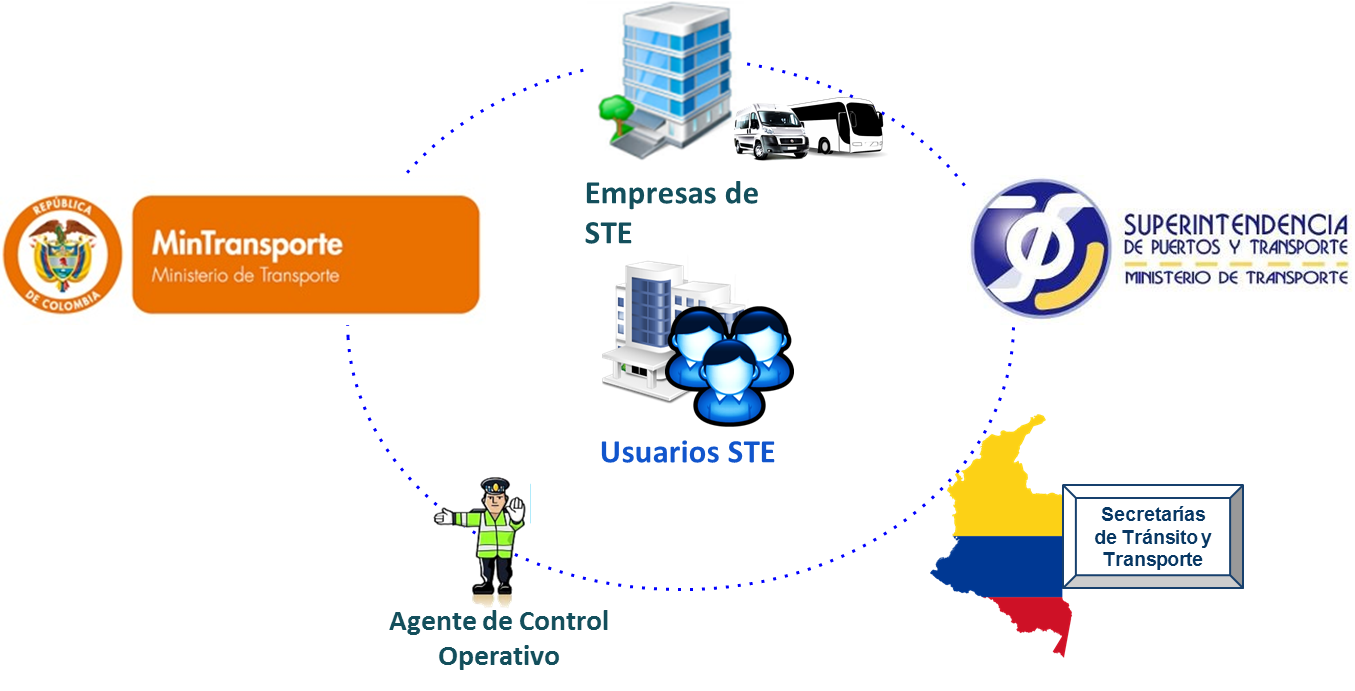 Empresas de
STE
REPÚBLICA
DE COLOMBIA
MinTransporte
Ministerio de Transporte
SUPERINTENDENCIA
DE PUERTOS Y TRANSPORTE
MINISTERIO DE TRANSPORTE
Usuarios STE
Secretarías
de Tránsito y
Transporte
Agente de Control
Operativo